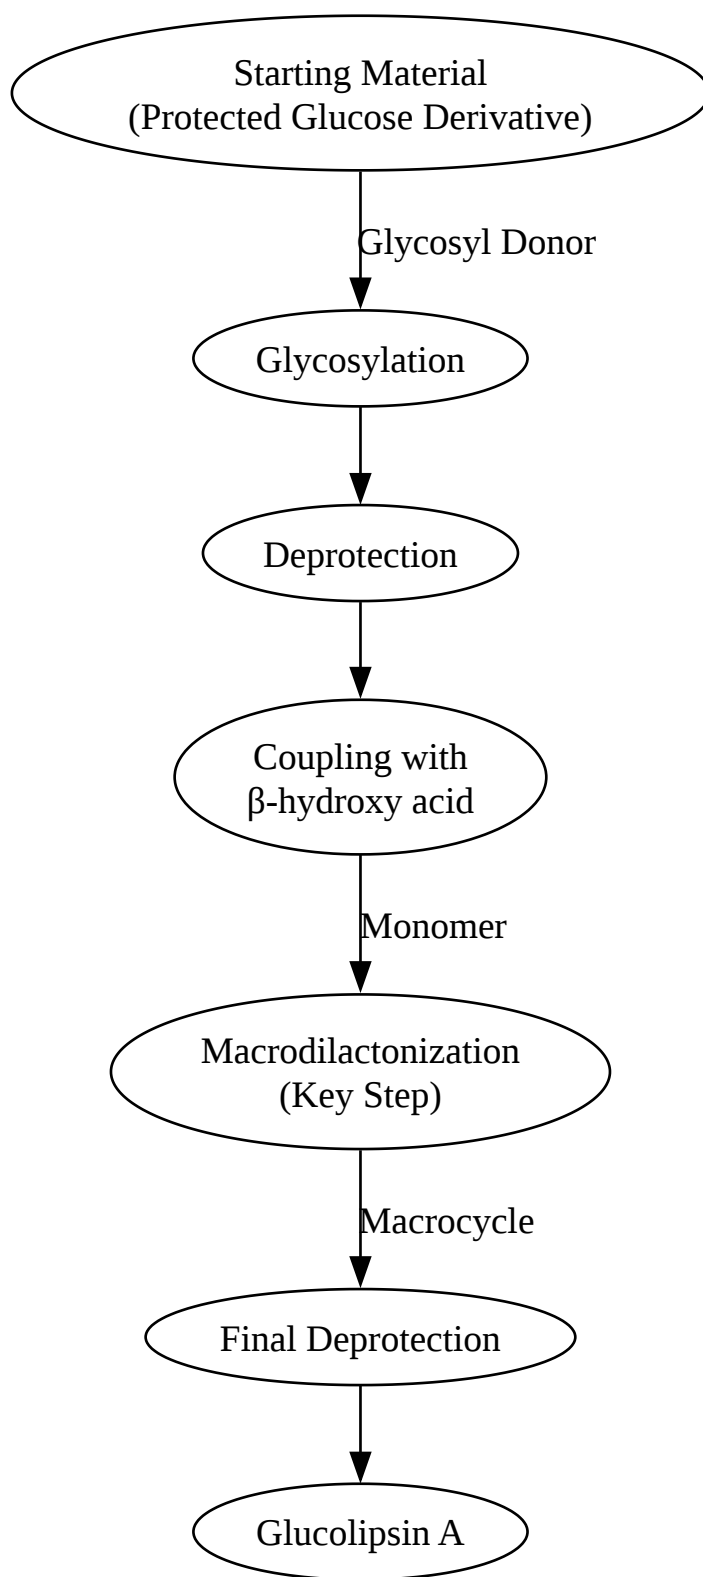 Starting Material
(Protected Glucose Derivative)
Glycosyl Donor
Glycosylation
Deprotection
Coupling with
β-hydroxy acid
Monomer
Macrodilactonization
(Key Step)
Macrocycle
Final Deprotection
Glucolipsin A